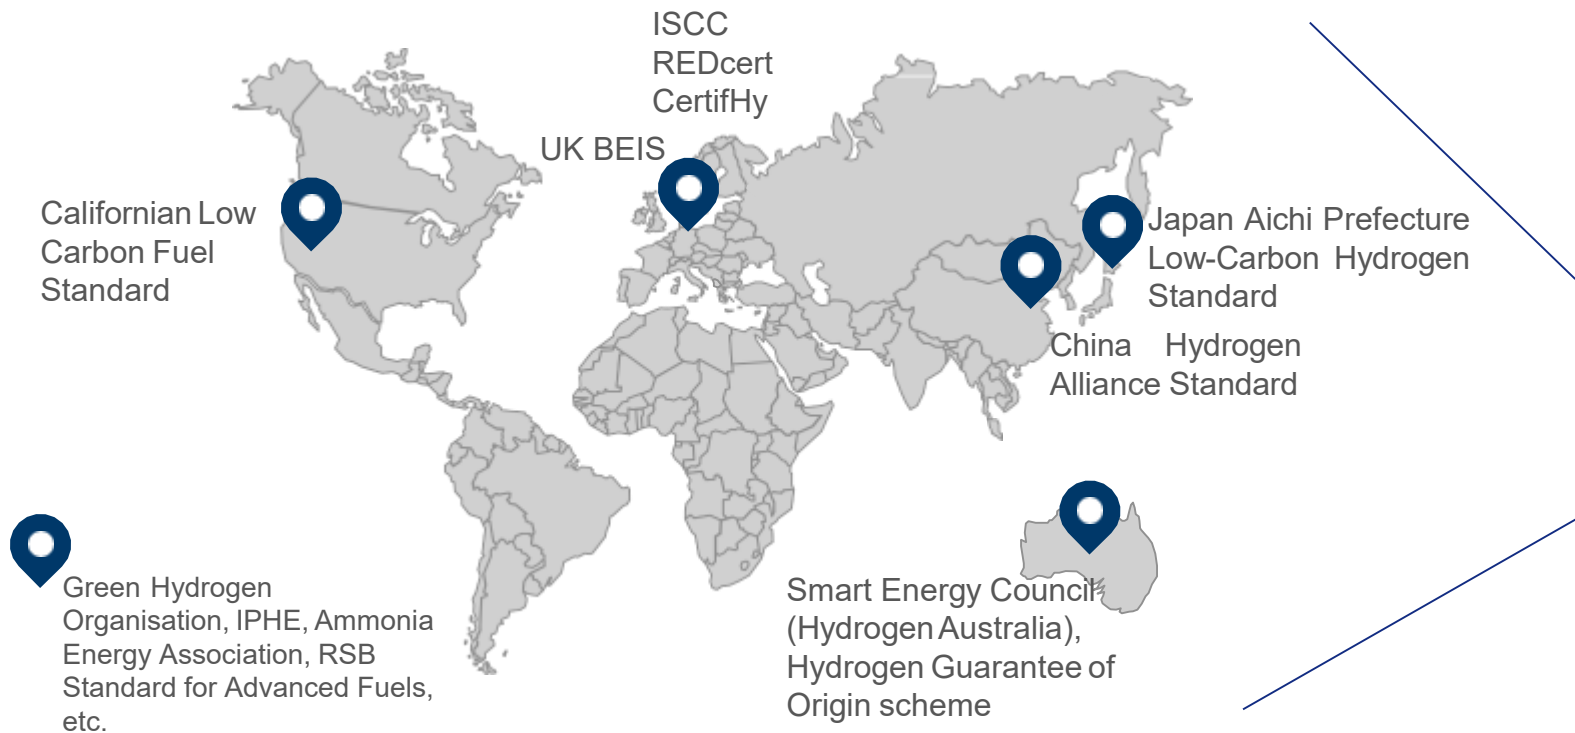 ISCC
REDcert
CertifHy
UK BEIS
Californian Low
Carbon Fuel
Standard
Japan Aichi Prefecture
Low-Carbon Hydrogen
Standard
China Hydrogen
Alliance Standard
Green Hydrogen
Organisation, IPHE, Ammonia
Energy Association, RSB
Standard for Advanced Fuels,
etc.
Smart Energy Council
(Hydrogen Australia),
Hydrogen Guarantee of
Origin scheme